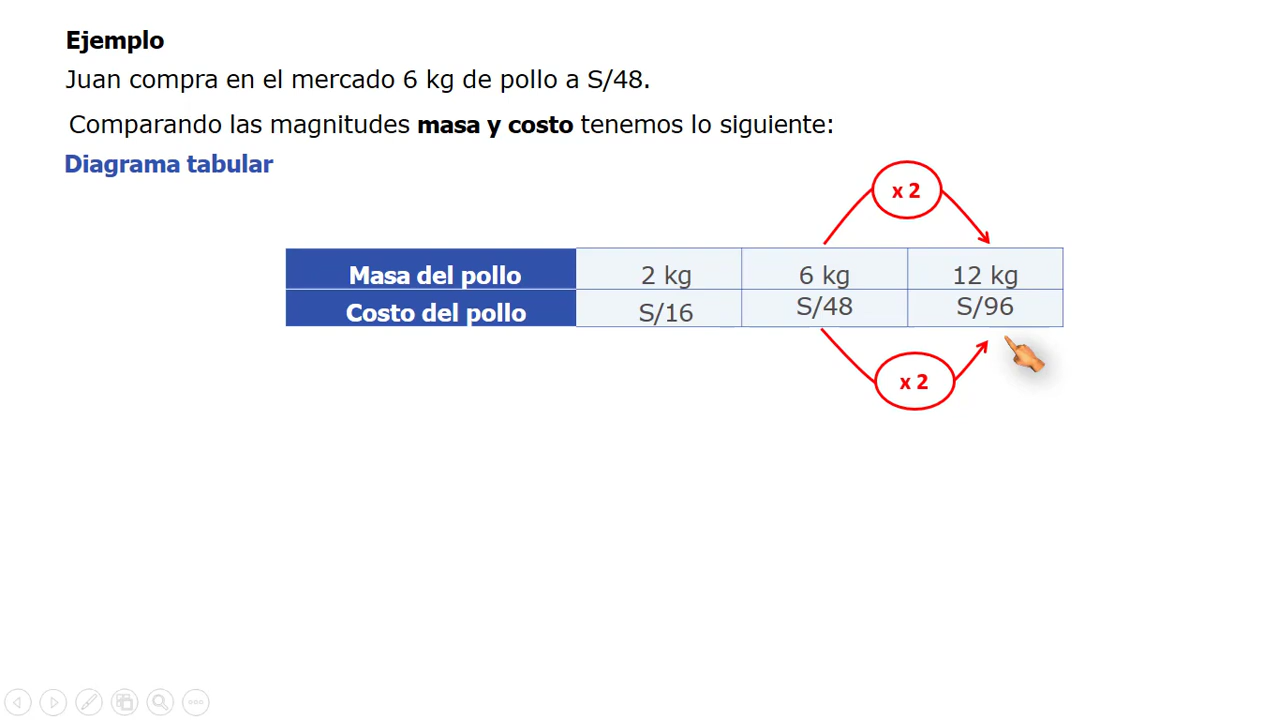 Ejemplo
Juan compra en el mercado 6 kg de pollo a S/48.
Comparando las magnitudes masa y costo tenemos lo siguiente:
Diagrama tabular
x 2
Masa del pollo 2 kg 6 kg 12 kg
Costo del pollo S/16 S/48 S/96
x 2